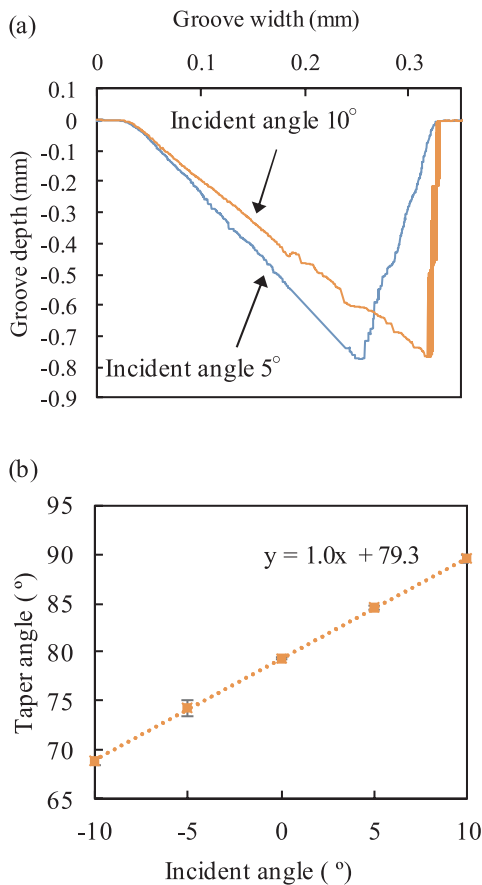 (a)
Groove width (mm)
0 0.1 0.2 0.3
0.1
0
-0.1
-0.2
-0.3
-0.4
-0.5
-0.6
-0.7
-0.8
-0.9
Groove depth (mm)
Incident angle 10°
Incident angle 5°
(b)
95
90
85
80
75
70
65
Taper angle ( °)
y = 1.0x + 79.3
-10 -5 0 5 10
Incident angle ( °)